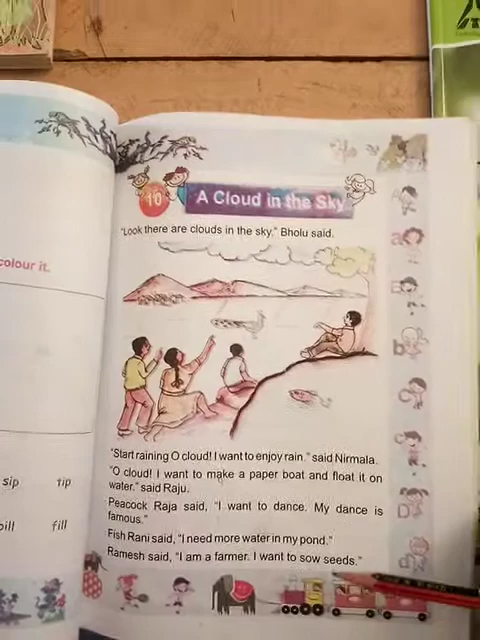 colour it.
sip tip
pill fill
10 A Cloud in the Sky
"Look there are clouds in the sky." Bholu said.
"Start raining O cloud! I want to enjoy rain." said Nirmala.
"O cloud! I want to make a paper boat and float it on
water." said Raju.
Peacock Raja said, "I want to dance. My dance is
famous."
Fish Rani said, "I need more water in my pond."
Ramesh said, "I am a farmer. I want to sow seeds."